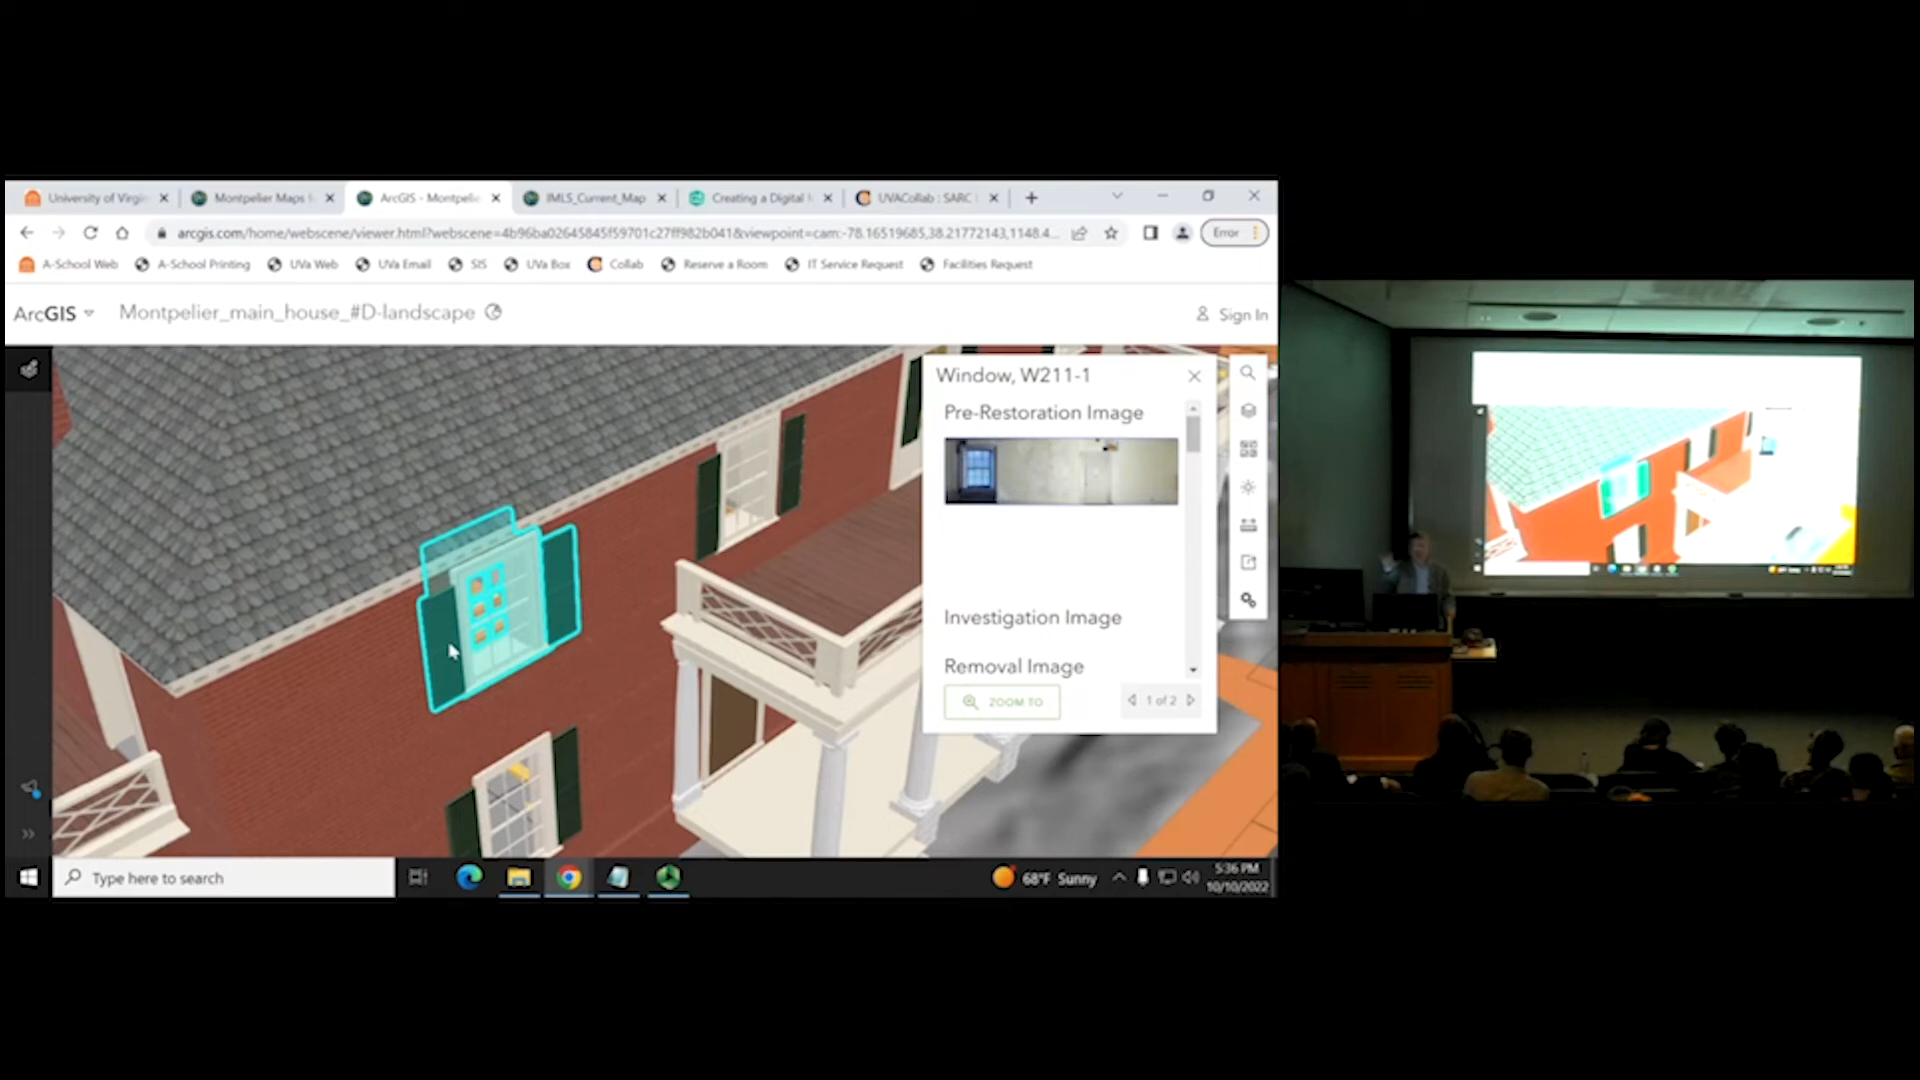 University of Virgin
Montpelier Maps
ArcGIS - Montpelie
IMLS_Current_Map
Creating a Digital
UVACollab : SARC
arcgis.com/home/webscene/viewer.html?webscene=4b96ba02645845f59701c27ff982b041&viewpoint=cam:-78.16519685,38.21772143,1148.4...
Error
A-School Web
A-School Printing
UVa Web
UVa Email
SIS
UVa Box
Collab
Reserve a Room
IT Service Request
Facilities Request
ArcGIS
Montpelier_main_house_#D-landscape
Sign In
Window, W211-1
Pre-Restoration Image
Investigation Image
Removal Image
ZOOM TO
1 of 2
Type here to search
68°F Sunny
5:36 PM
10/10/2022